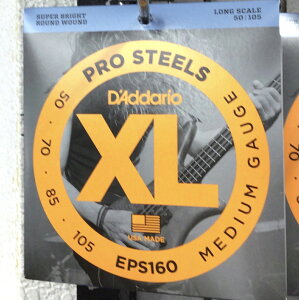 SUPER BRIGHT
ROUND WOUND
LONG SCALE
50 | 105
PRO STEELS
D'Addario
XL
USA MADE
50 · 70 · 85 · 105
EPS160
MEDIUM GAUGE